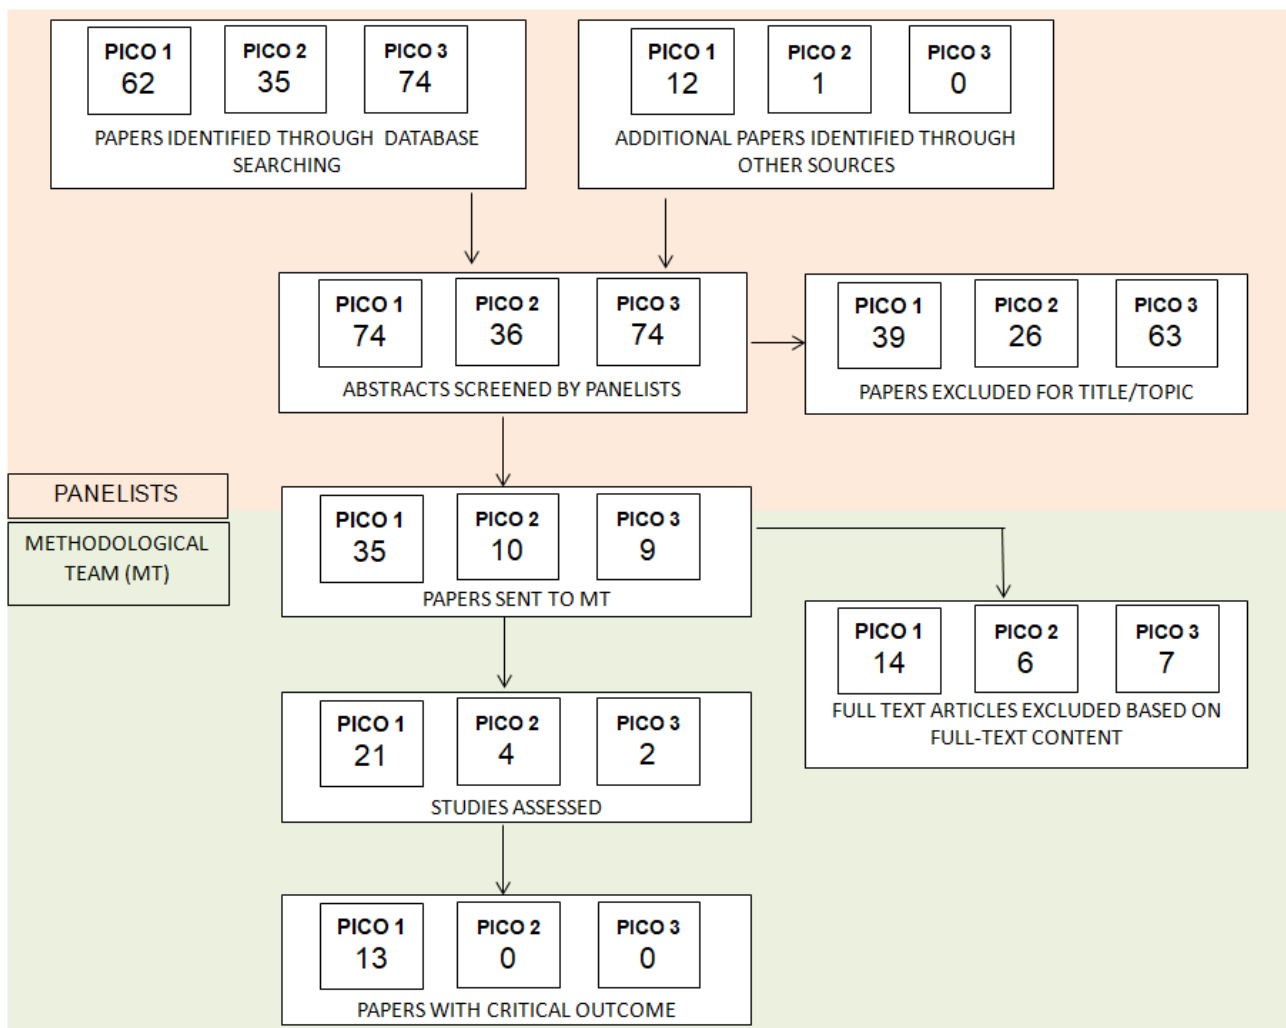 PICO 1
62
PICO 2
35
PICO 3
74
PAPERS IDENTIFIED THROUGH DATABASE
SEARCHING
PICO 1
12
PICO 2
1
PICO 3
0
ADDITIONAL PAPERS IDENTIFIED THROUGH
OTHER SOURCES
PICO 1
74
PICO 2
36
PICO 3
74
ABSTRACTS SCREENED BY PANELISTS
PICO 1
39
PICO 2
26
PICO 3
63
PAPERS EXCLUDED FOR TITLE/TOPIC
PANELISTS
METHODOLOGICAL
TEAM (MT)
PICO 1
35
PICO 2
10
PICO 3
9
PAPERS SENT TO MT
PICO 1
14
PICO 2
6
PICO 3
7
FULL TEXT ARTICLES EXCLUDED BASED ON
FULL-TEXT CONTENT
PICO 1
21
PICO 2
4
PICO 3
2
STUDIES ASSESSED
PICO 1
13
PICO 2
0
PICO 3
0
PAPERS WITH CRITICAL OUTCOME